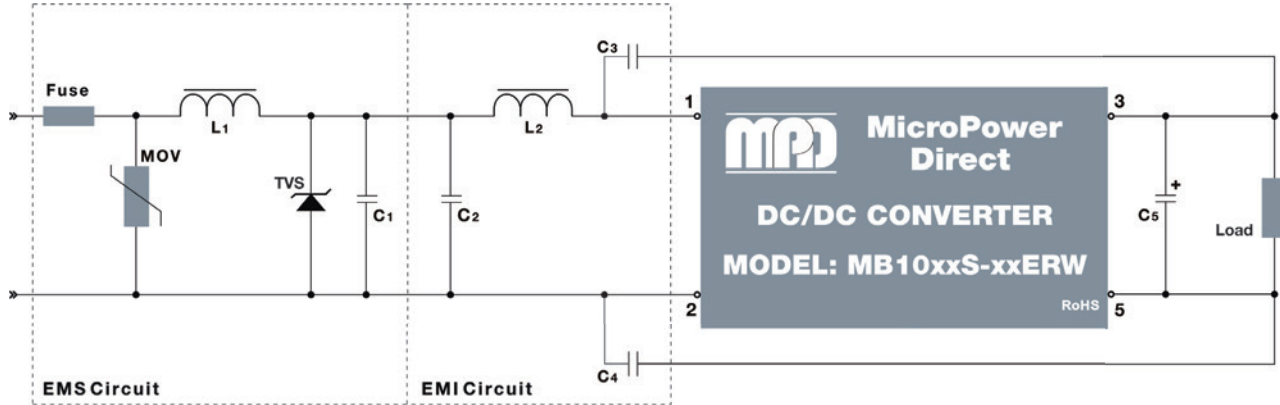 C3
Fuse
L1
L2
1
3
MPD
MicroPower
Direct
MOV
TVS
C1
C2
DC/DC CONVERTER
C5
+
Load
MODEL: MB10xxS-xxERW
2
RoHS
5
C4
EMS Circuit
EMI Circuit